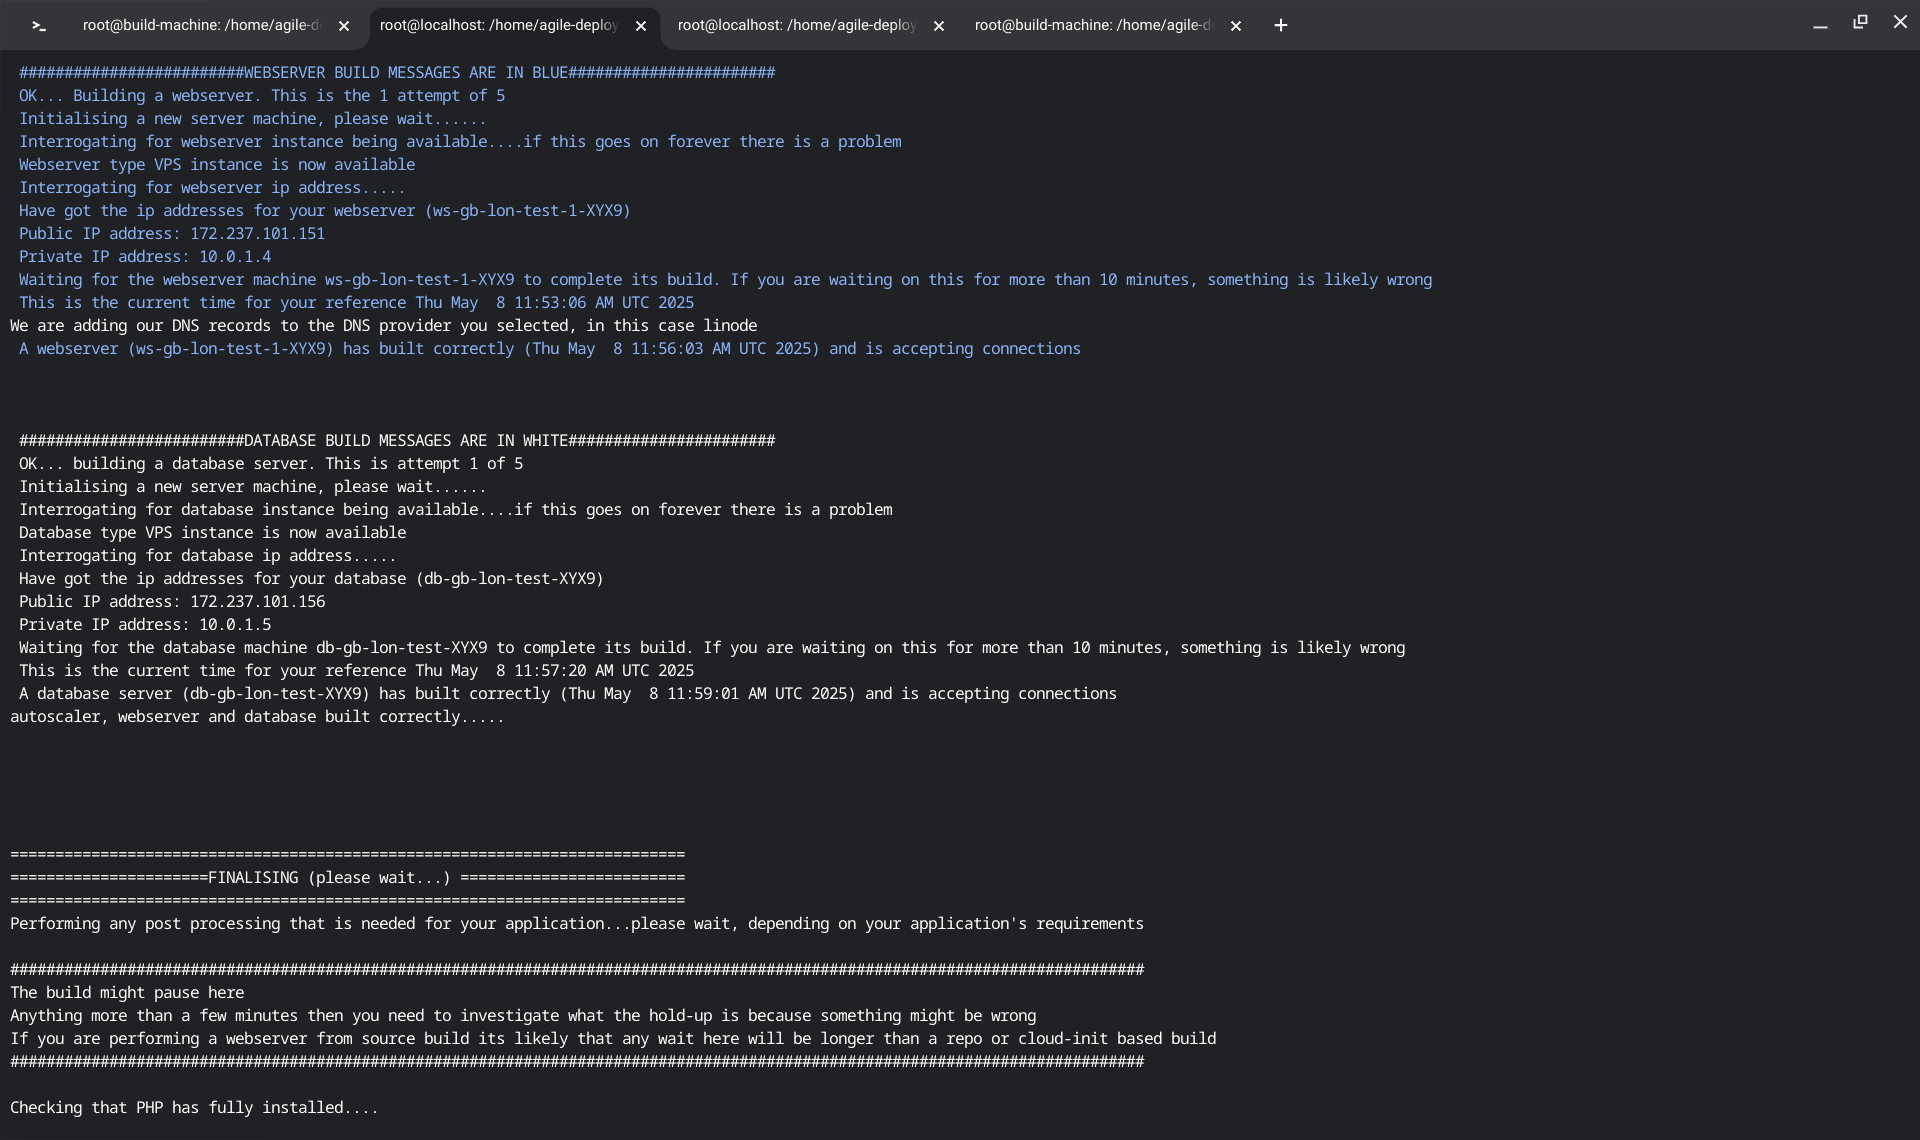 root@build-machine: /home/agile-d
root@localhost: /home/agile-deploy
root@localhost: /home/agile-deploy
root@build-machine: /home/agile-d
#########################WEBSERVER BUILD MESSAGES ARE IN BLUE#######################
OK... Building a webserver. This is the 1 attempt of 5
Initialising a new server machine, please wait......
Interrogating for webserver instance being available....if this goes on forever there is a problem
Webserver type VPS instance is now available
Interrogating for webserver ip address.....
Have got the ip addresses for your webserver (ws-gb-lon-test-1-XYX9)
Public IP address: 172.237.101.151
Private IP address: 10.0.1.4
Waiting for the webserver machine ws-gb-lon-test-1-XYX9 to complete its build. If you are waiting on this for more than 10 minutes, something is likely wrong
This is the current time for your reference Thu May  8 11:53:06 AM UTC 2025
We are adding our DNS records to the DNS provider you selected, in this case linode
A webserver (ws-gb-lon-test-1-XYX9) has built correctly (Thu May  8 11:56:03 AM UTC 2025) and is accepting connections
#########################DATABASE BUILD MESSAGES ARE IN WHITE#######################
OK... building a database server. This is attempt 1 of 5
Initialising a new server machine, please wait......
Interrogating for database instance being available....if this goes on forever there is a problem
Database type VPS instance is now available
Interrogating for database ip address.....
Have got the ip addresses for your database (db-gb-lon-test-XYX9)
Public IP address: 172.237.101.156
Private IP address: 10.0.1.5
Waiting for the database machine db-gb-lon-test-XYX9 to complete its build. If you are waiting on this for more than 10 minutes, something is likely wrong
This is the current time for your reference Thu May  8 11:57:20 AM UTC 2025
A database server (db-gb-lon-test-XYX9) has built correctly (Thu May  8 11:59:01 AM UTC 2025) and is accepting connections
autoscaler, webserver and database built correctly.....
===========================================================================
======================FINALISING (please wait...) =========================
===========================================================================
Performing any post processing that is needed for your application...please wait, depending on your application's requirements
##############################################################################################################################
The build might pause here
Anything more than a few minutes then you need to investigate what the hold-up is because something might be wrong
If you are performing a webserver from source build its likely that any wait here will be longer than a repo or cloud-init based build
##############################################################################################################################
Checking that PHP has fully installed....